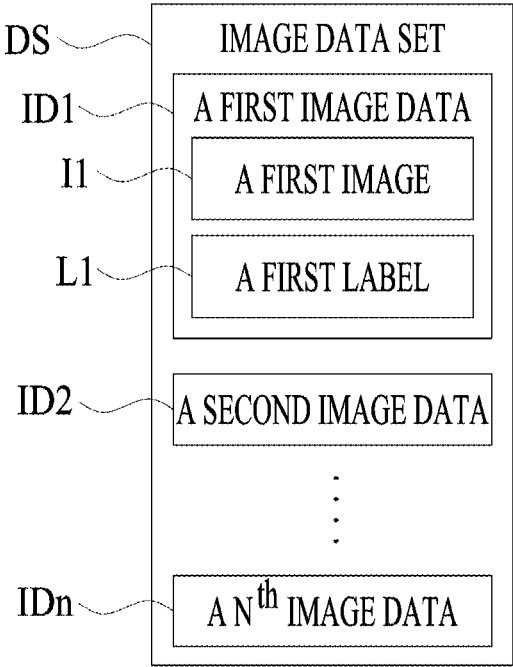 DS IMAGE DATA SET
ID1 A FIRST IMAGE DATA
I1 A FIRST IMAGE
L1 A FIRST LABEL
ID2 A SECOND IMAGE DATA
IDn A Nth IMAGE DATA